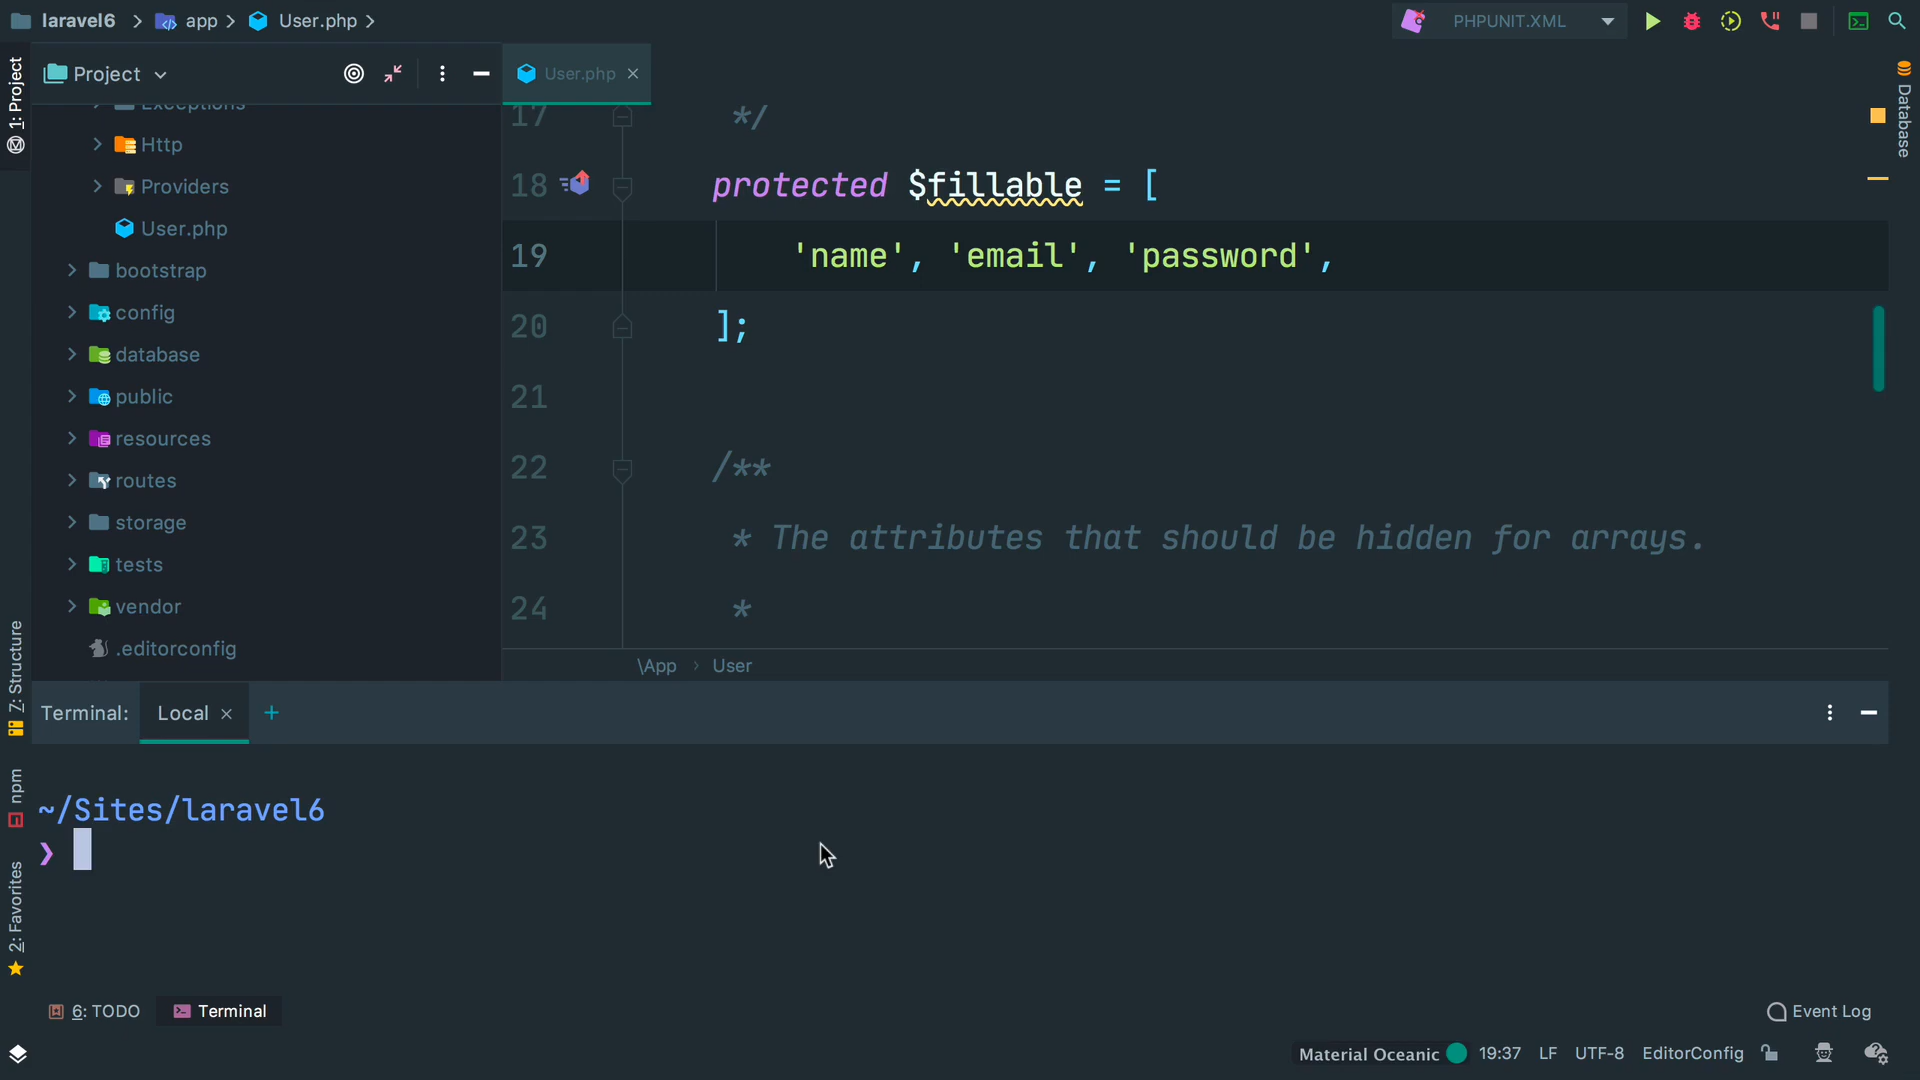 laravel6 > app > User.php >
PHPUNIT.XML
1: Project
Project
User.php ×
Database
Exceptions
Http
Providers
User.php
bootstrap
config
database
public
resources
routes
storage
tests
vendor
.editorconfig
17 */
18 protected $fillable = [
19 'name', 'email', 'password',
20 ];
21
22 /**
23 * The attributes that should be hidden for arrays.
24 *
\App > User
7: Structure
npm
2: Favorites
Terminal: Local × +
~/Sites/laravel6
❯
6: TODO
Terminal
Event Log
Material Oceanic 19:37 LF UTF-8 EditorConfig